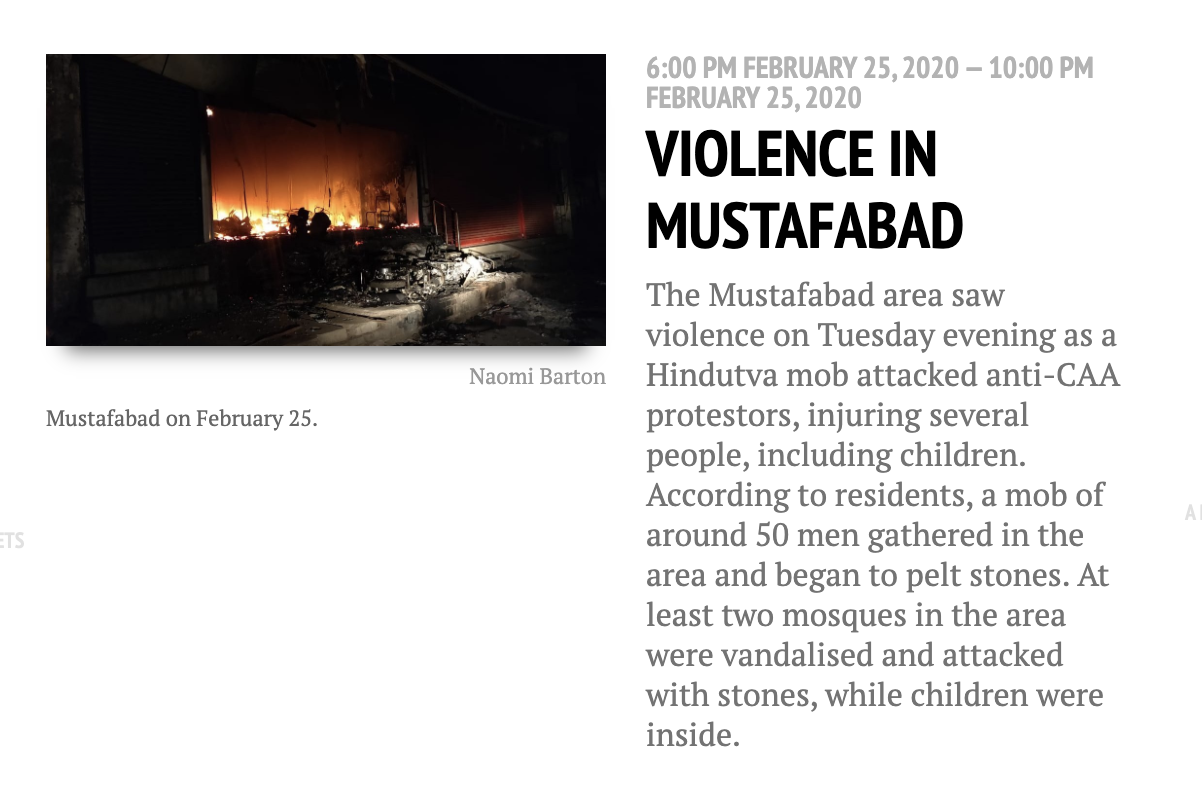 Naomi Barton
Mustafabad on February 25.
ETS
6:00 PM FEBRUARY 25, 2020 — 10:00 PM
FEBRUARY 25, 2020
VIOLENCE IN
MUSTAFABAD
The Mustafabad area saw
violence on Tuesday evening as a
Hindutva mob attacked anti-CAA
protestors, injuring several
people, including children.
According to residents, a mob of
around 50 men gathered in the
area and began to pelt stones. At
least two mosques in the area
were vandalised and attacked
with stones, while children were
inside.